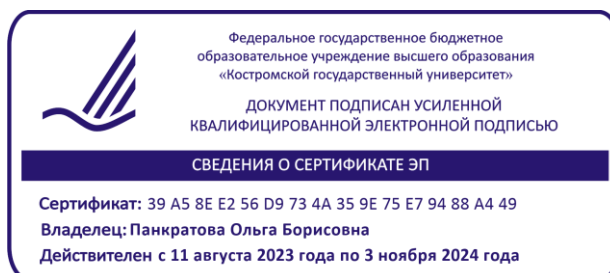 Федеральное государственное бюджетное
образовательное учреждение высшего образования
«Костромской государственный университет»
ДОКУМЕНТ ПОДПИСАН УСИЛЕННОЙ
КВАЛИФИЦИРОВАННОЙ ЭЛЕКТРОННОЙ ПОДПИСЬЮ
СВЕДЕНИЯ О СЕРТИФИКАТЕ ЭП
Сертификат: 39 A5 8E E2 56 D9 73 4A 35 9E 75 E7 94 88 A4 49
Владелец: Панкратова Ольга Борисовна
Действителен с 11 августа 2023 года по 3 ноября 2024 года